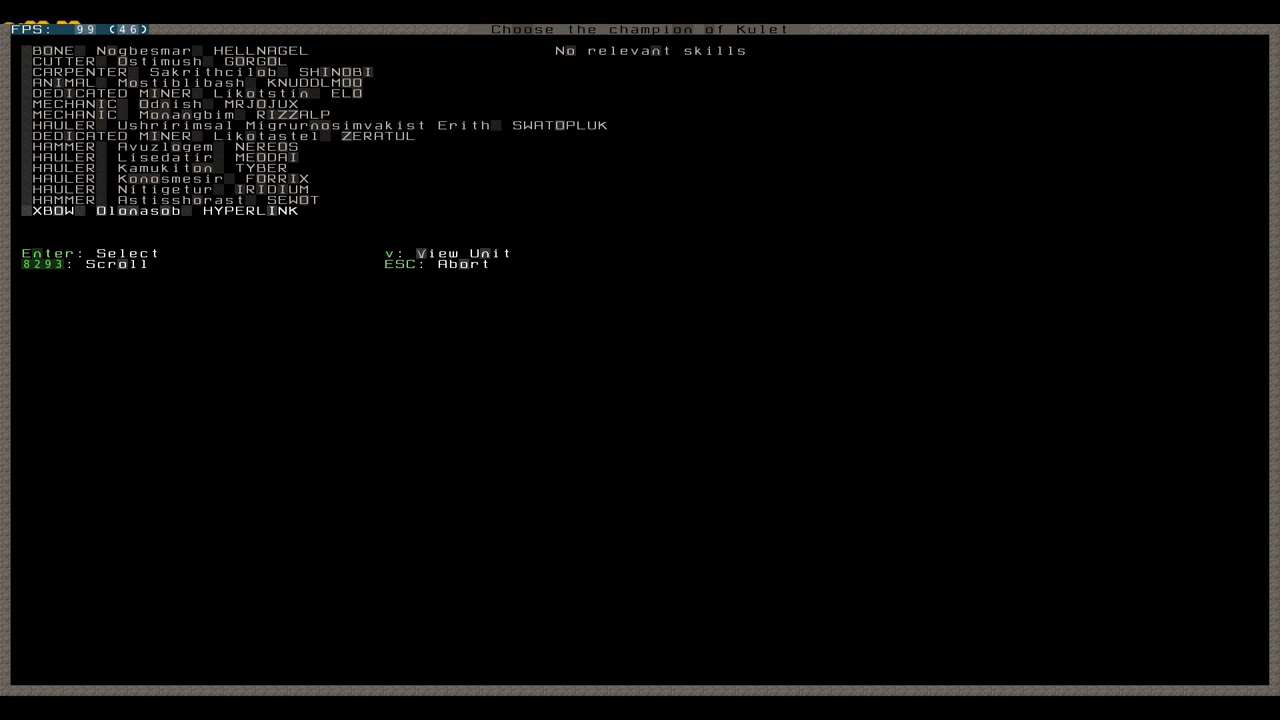 FPS: 99 (46)
Choose the champion of Kulet
BONE Nogbesmar HELLNAGEL
No relevant skills
CUTTER Ostimush GORGOL
CARPENTER Sakrithcilob SHINOBI
ANIMAL Mostiblibash KNUDDLMOO
DEDICATED MINER Likotstin ELO
MECHANIC Odnish MRJOJUX
MECHANIC Monangbim RIZZALP
HAULER Ushririmsal Migrurnosimvakist Erith SWATOPLUK
DEDICATED MINER Likotastel ZERATUL
HAMMER Avuzlogem NEREOS
HAULER Lisedatir MEODAI
HAULER Kamukiton TYBER
HAULER Konosmesir FORRIX
HAULER Nitigetur IRIDIUM
HAMMER Astisshorast SEWOT
XBOW Olonasob HYPERLINK
Enter: Select
v: View Unit
8293: Scroll
ESC: Abort